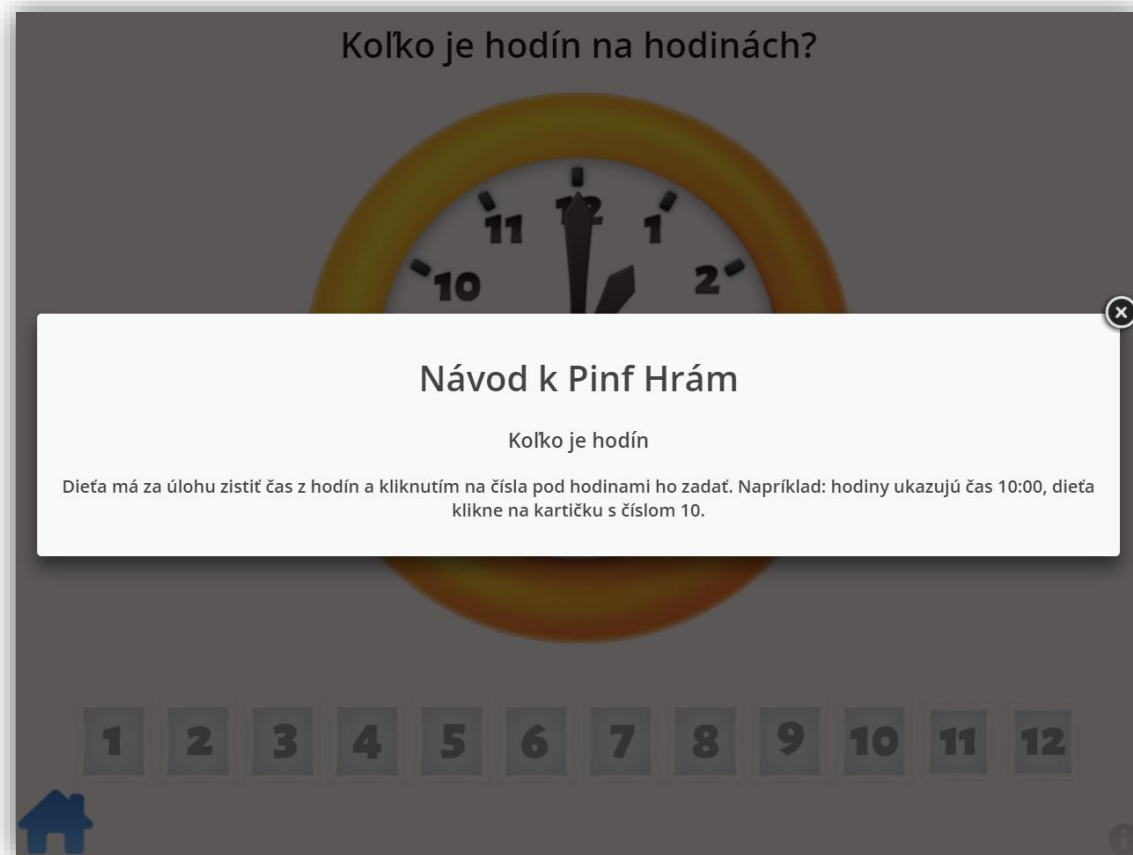 Koľko je hodín na hodinách?
12
11
1
10
2
Návod k Pinf Hrám
Koľko je hodín
Dieťa má za úlohu zistiť čas z hodín a kliknutím na čísla pod hodinami ho zadať. Napríklad: hodiny ukazujú čas 10:00, dieťa
klikne na kartičku s číslom 10.
1 2 3 4 5 6 7 8 9 10 11 12